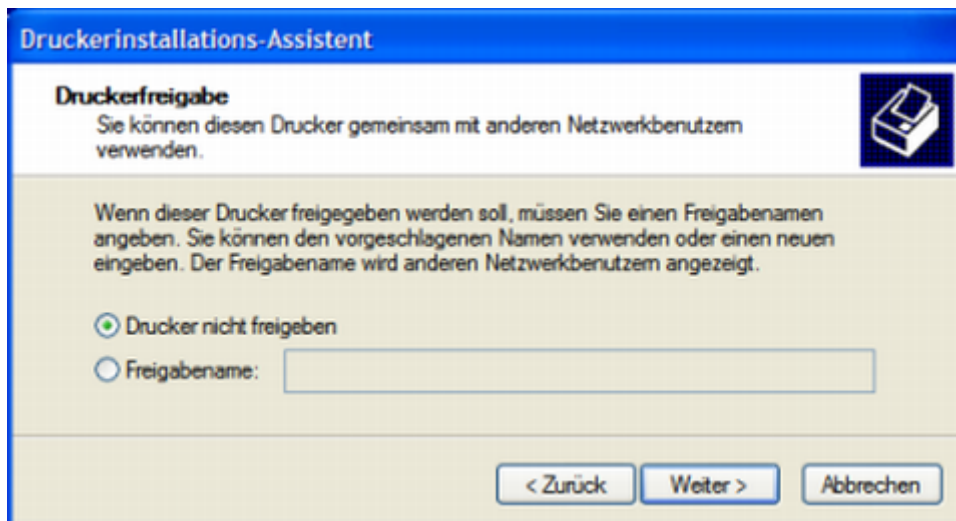 Druckerinstallations-Assistent
Druckerfreigabe
Sie können diesen Drucker gemeinsam mit anderen Netzwerkbenutzern
verwenden.
Wenn dieser Drucker freigegeben werden soll, müssen Sie einen Freigabenamen
angeben. Sie können den vorgeschlagenen Namen verwenden oder einen neuen
eingeben. Der Freigabename wird anderen Netzwerkbenutzern angezeigt.
Drucker nicht freigeben
Freigabename:
< Zurück Weiter > Abbrechen